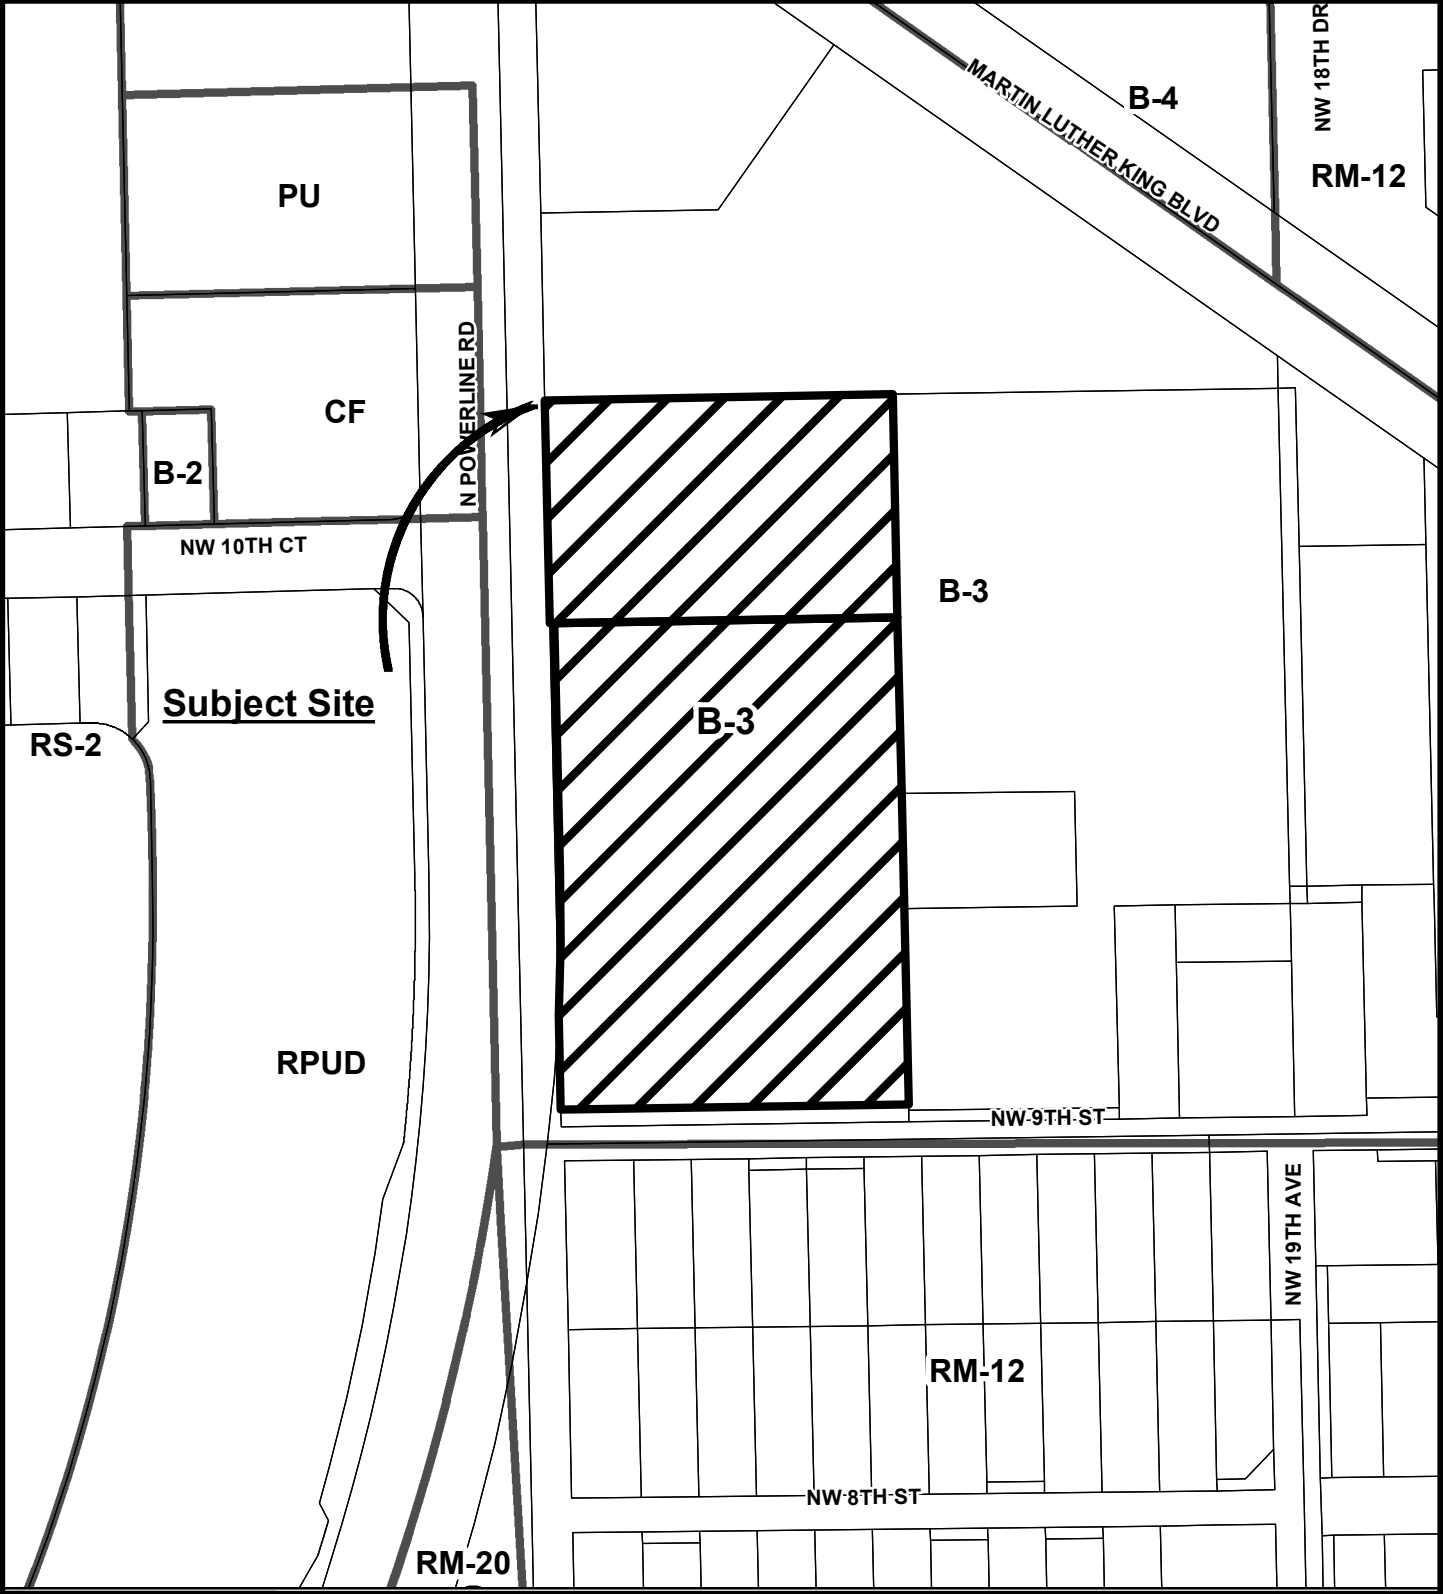 NW 18TH DR
B-4
MARTIN LUTHER KING BLVD
RM-12
PU
N POWERLINE RD
CF
B-2
NW 10TH CT
B-3
Subject Site
B-3
RS-2
RPUD
NW 9TH ST
NW 19TH AVE
RM-12
NW 8TH ST
RM-20